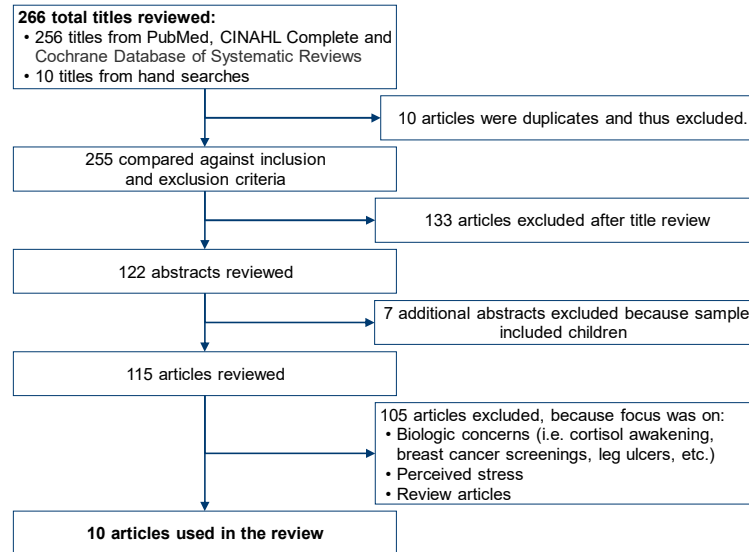 266 total titles reviewed:
• 256 titles from PubMed, CINAHL Complete and
Cochrane Database of Systematic Reviews
• 10 titles from hand searches
10 articles were duplicates and thus excluded.
255 compared against inclusion
and exclusion criteria
133 articles excluded after title review
122 abstracts reviewed
7 additional abstracts excluded because sample
included children
115 articles reviewed
105 articles excluded, because focus was on:
• Biologic concerns (i.e. cortisol awakening,
breast cancer screenings, leg ulcers, etc.)
• Perceived stress
• Review articles
10 articles used in the review